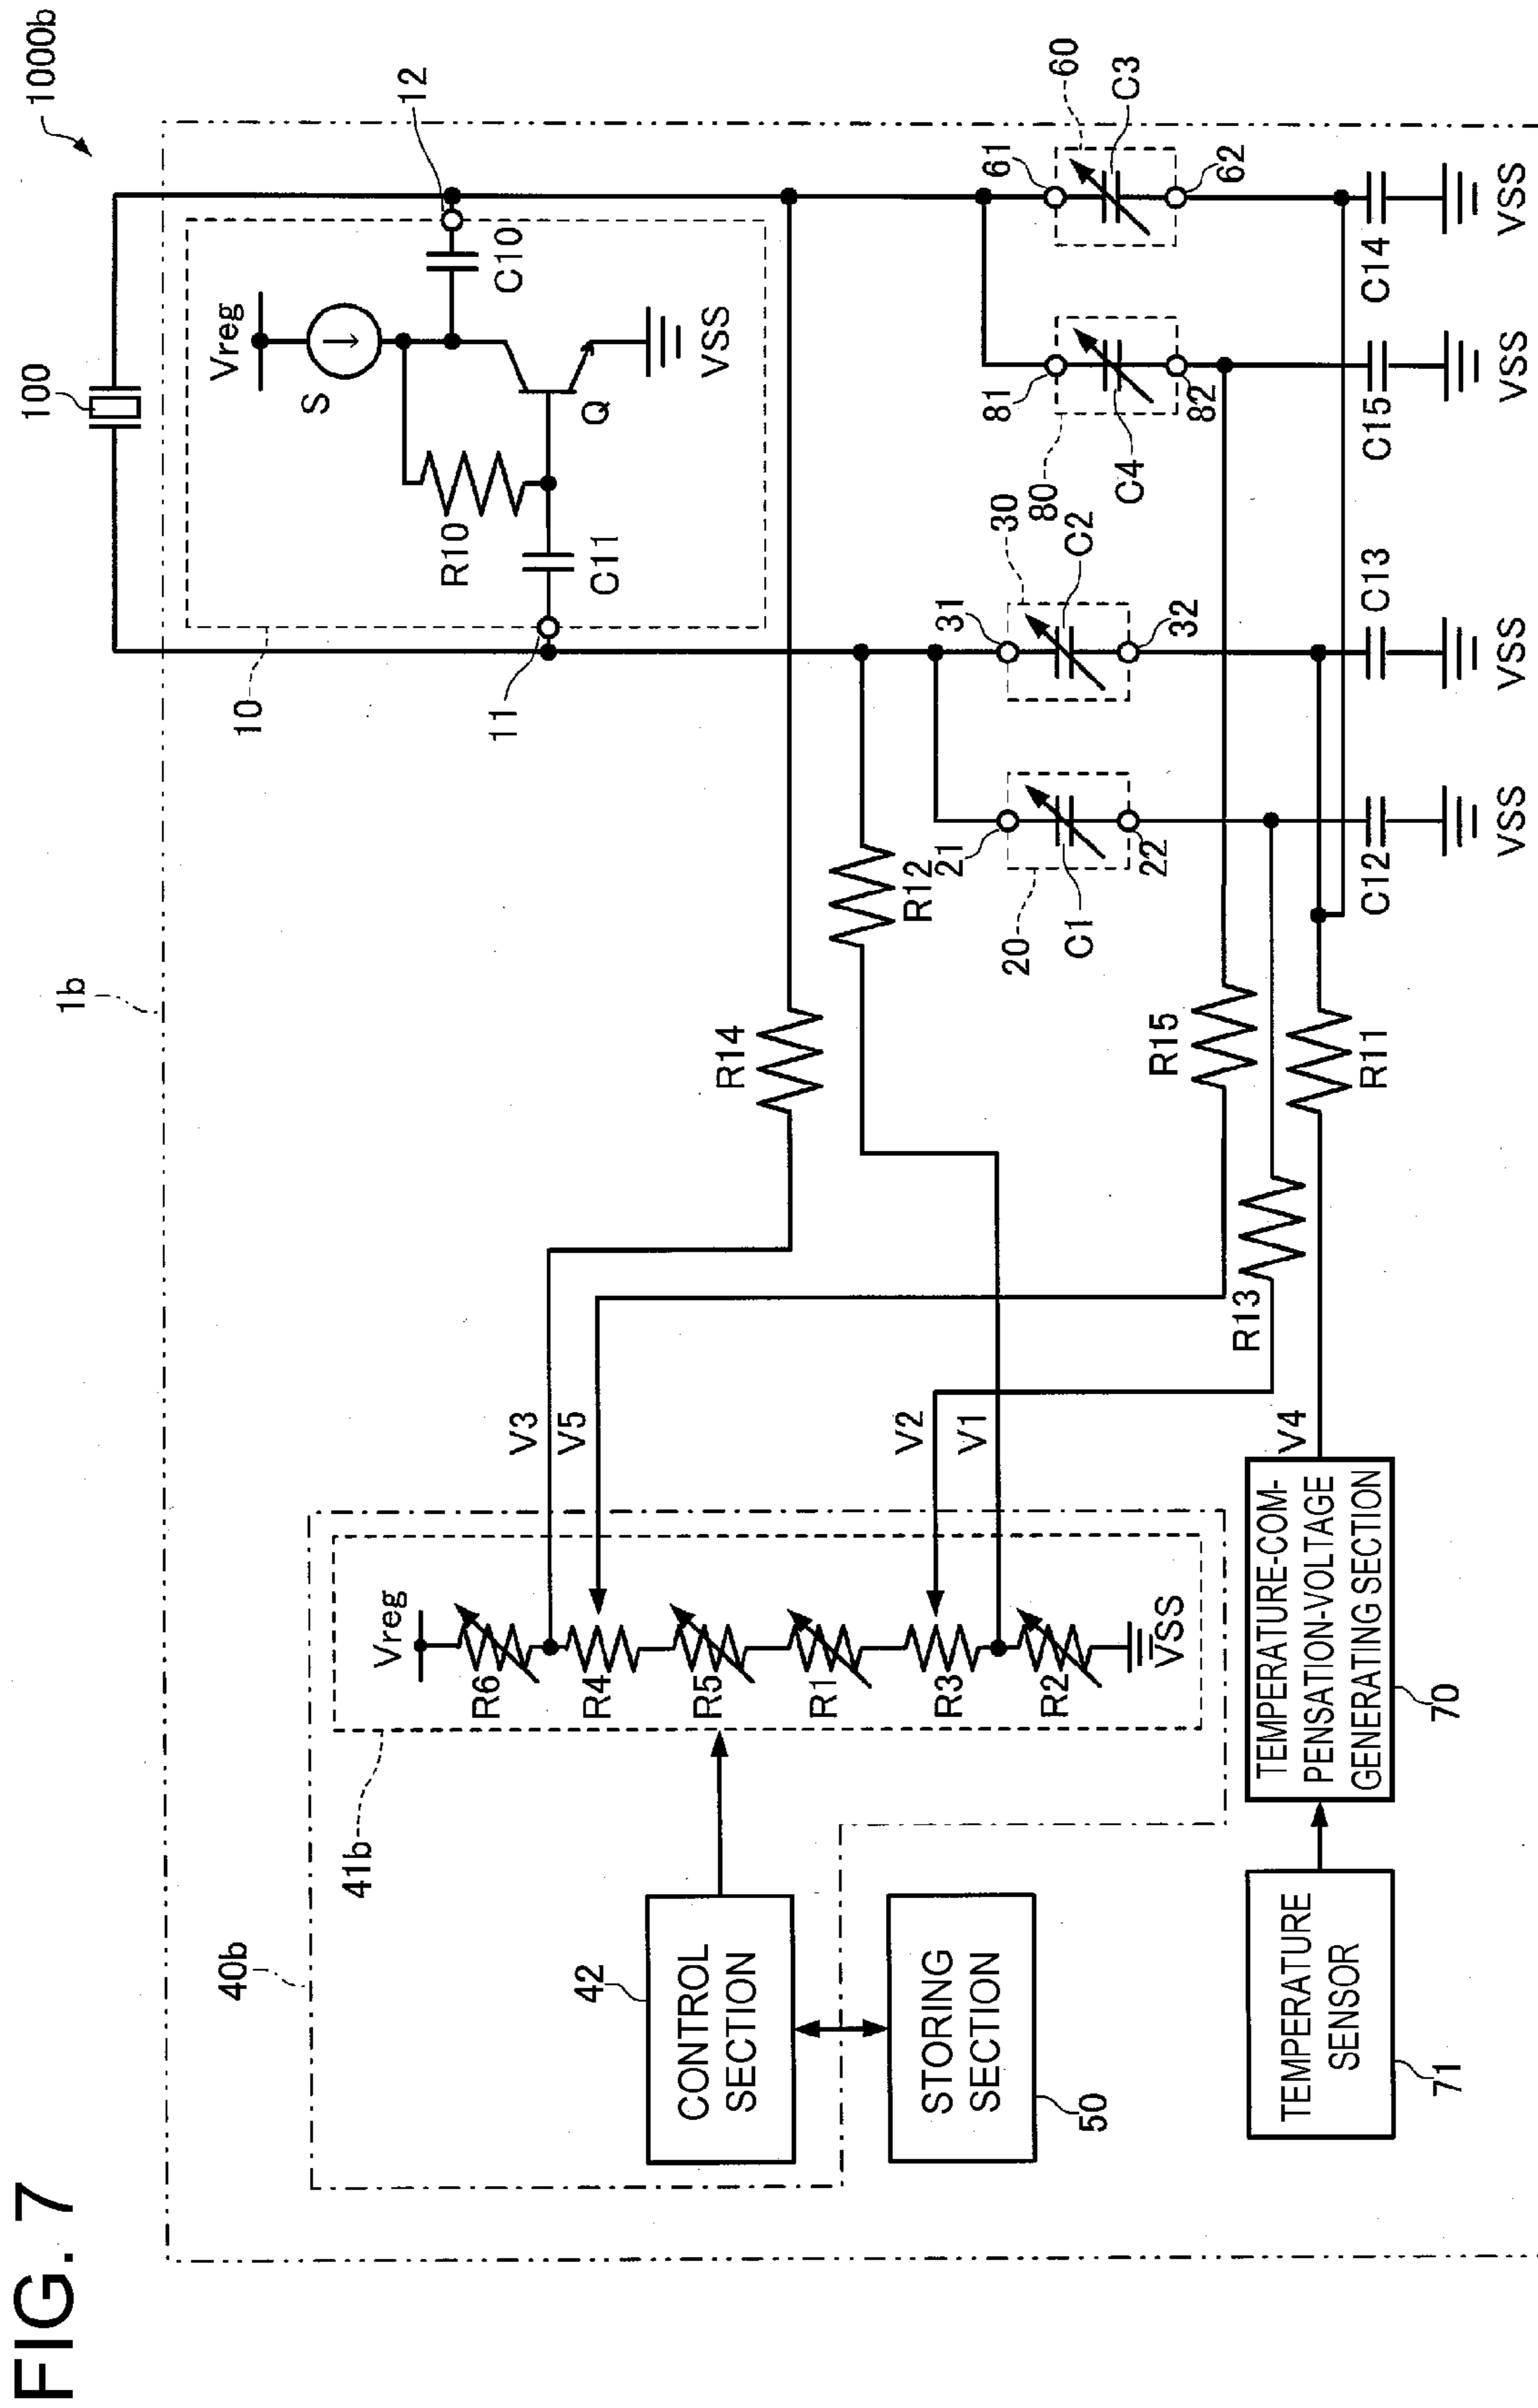 FIG. 7
1000b
1b
100
10
Vreg
S
R10
Q
C10
C11
VSS
11
12
40b
41b
Vreg
R6
R4
R5
R1
R3
R2
VSS
42
CONTROL
SECTION
STORING
SECTION
50
V3
V5
V2
V1
V4
R14
R12
R15
R13
R11
20
21
C1
22
30
31
C2
32
80
81
C4
82
60
61
C3
62
C12
VSS
C13
VSS
C15
VSS
C14
VSS
TEMPERATURE
SENSOR
71
TEMPERATURE-COM-
PENSATION-VOLTAGE
GENERATING SECTION
70